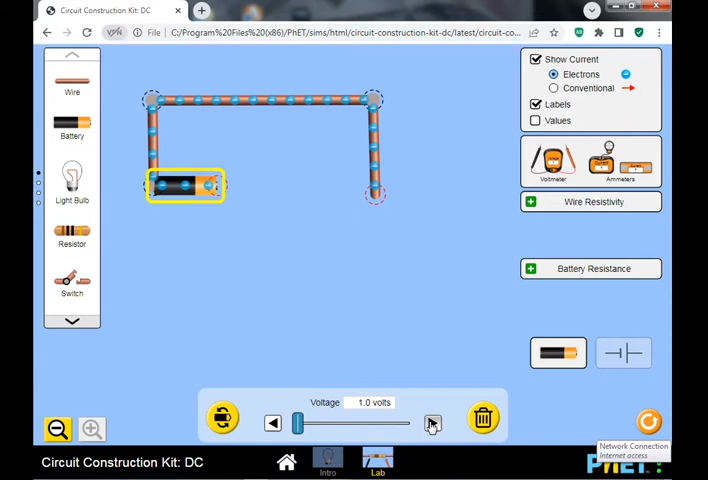 Circuit Construction Kit: DC
File | C:/Program%20Files%20(x86)/PhET/sims/html/circuit-construction-kit-dc/latest/circuit-co...
VPN
Wire
Battery
Light Bulb
Resistor
Switch
Show Current
Electrons
Conventional
Labels
Values
Voltmeter
Ammeters
Wire Resistivity
Battery Resistance
Voltage 1.0 volts
Network Connection
Internet access
Circuit Construction Kit: DC
Intro
Lab
PhET